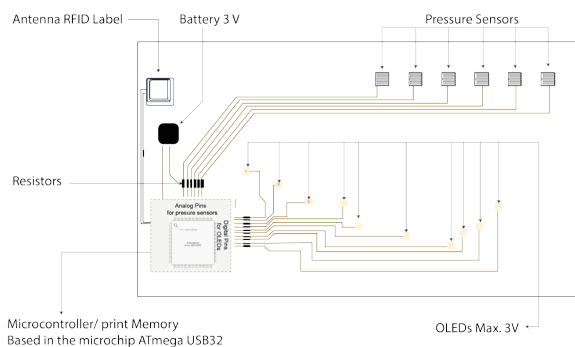 Antenna RFID Label
Battery 3 V
Pressure Sensors
Resistors
Analog Pins
for presure sensors
Digital Pins
for OLEDs
Microcontroller/ print Memory
Based in the microchip ATmega USB32
OLEDs Max. 3V